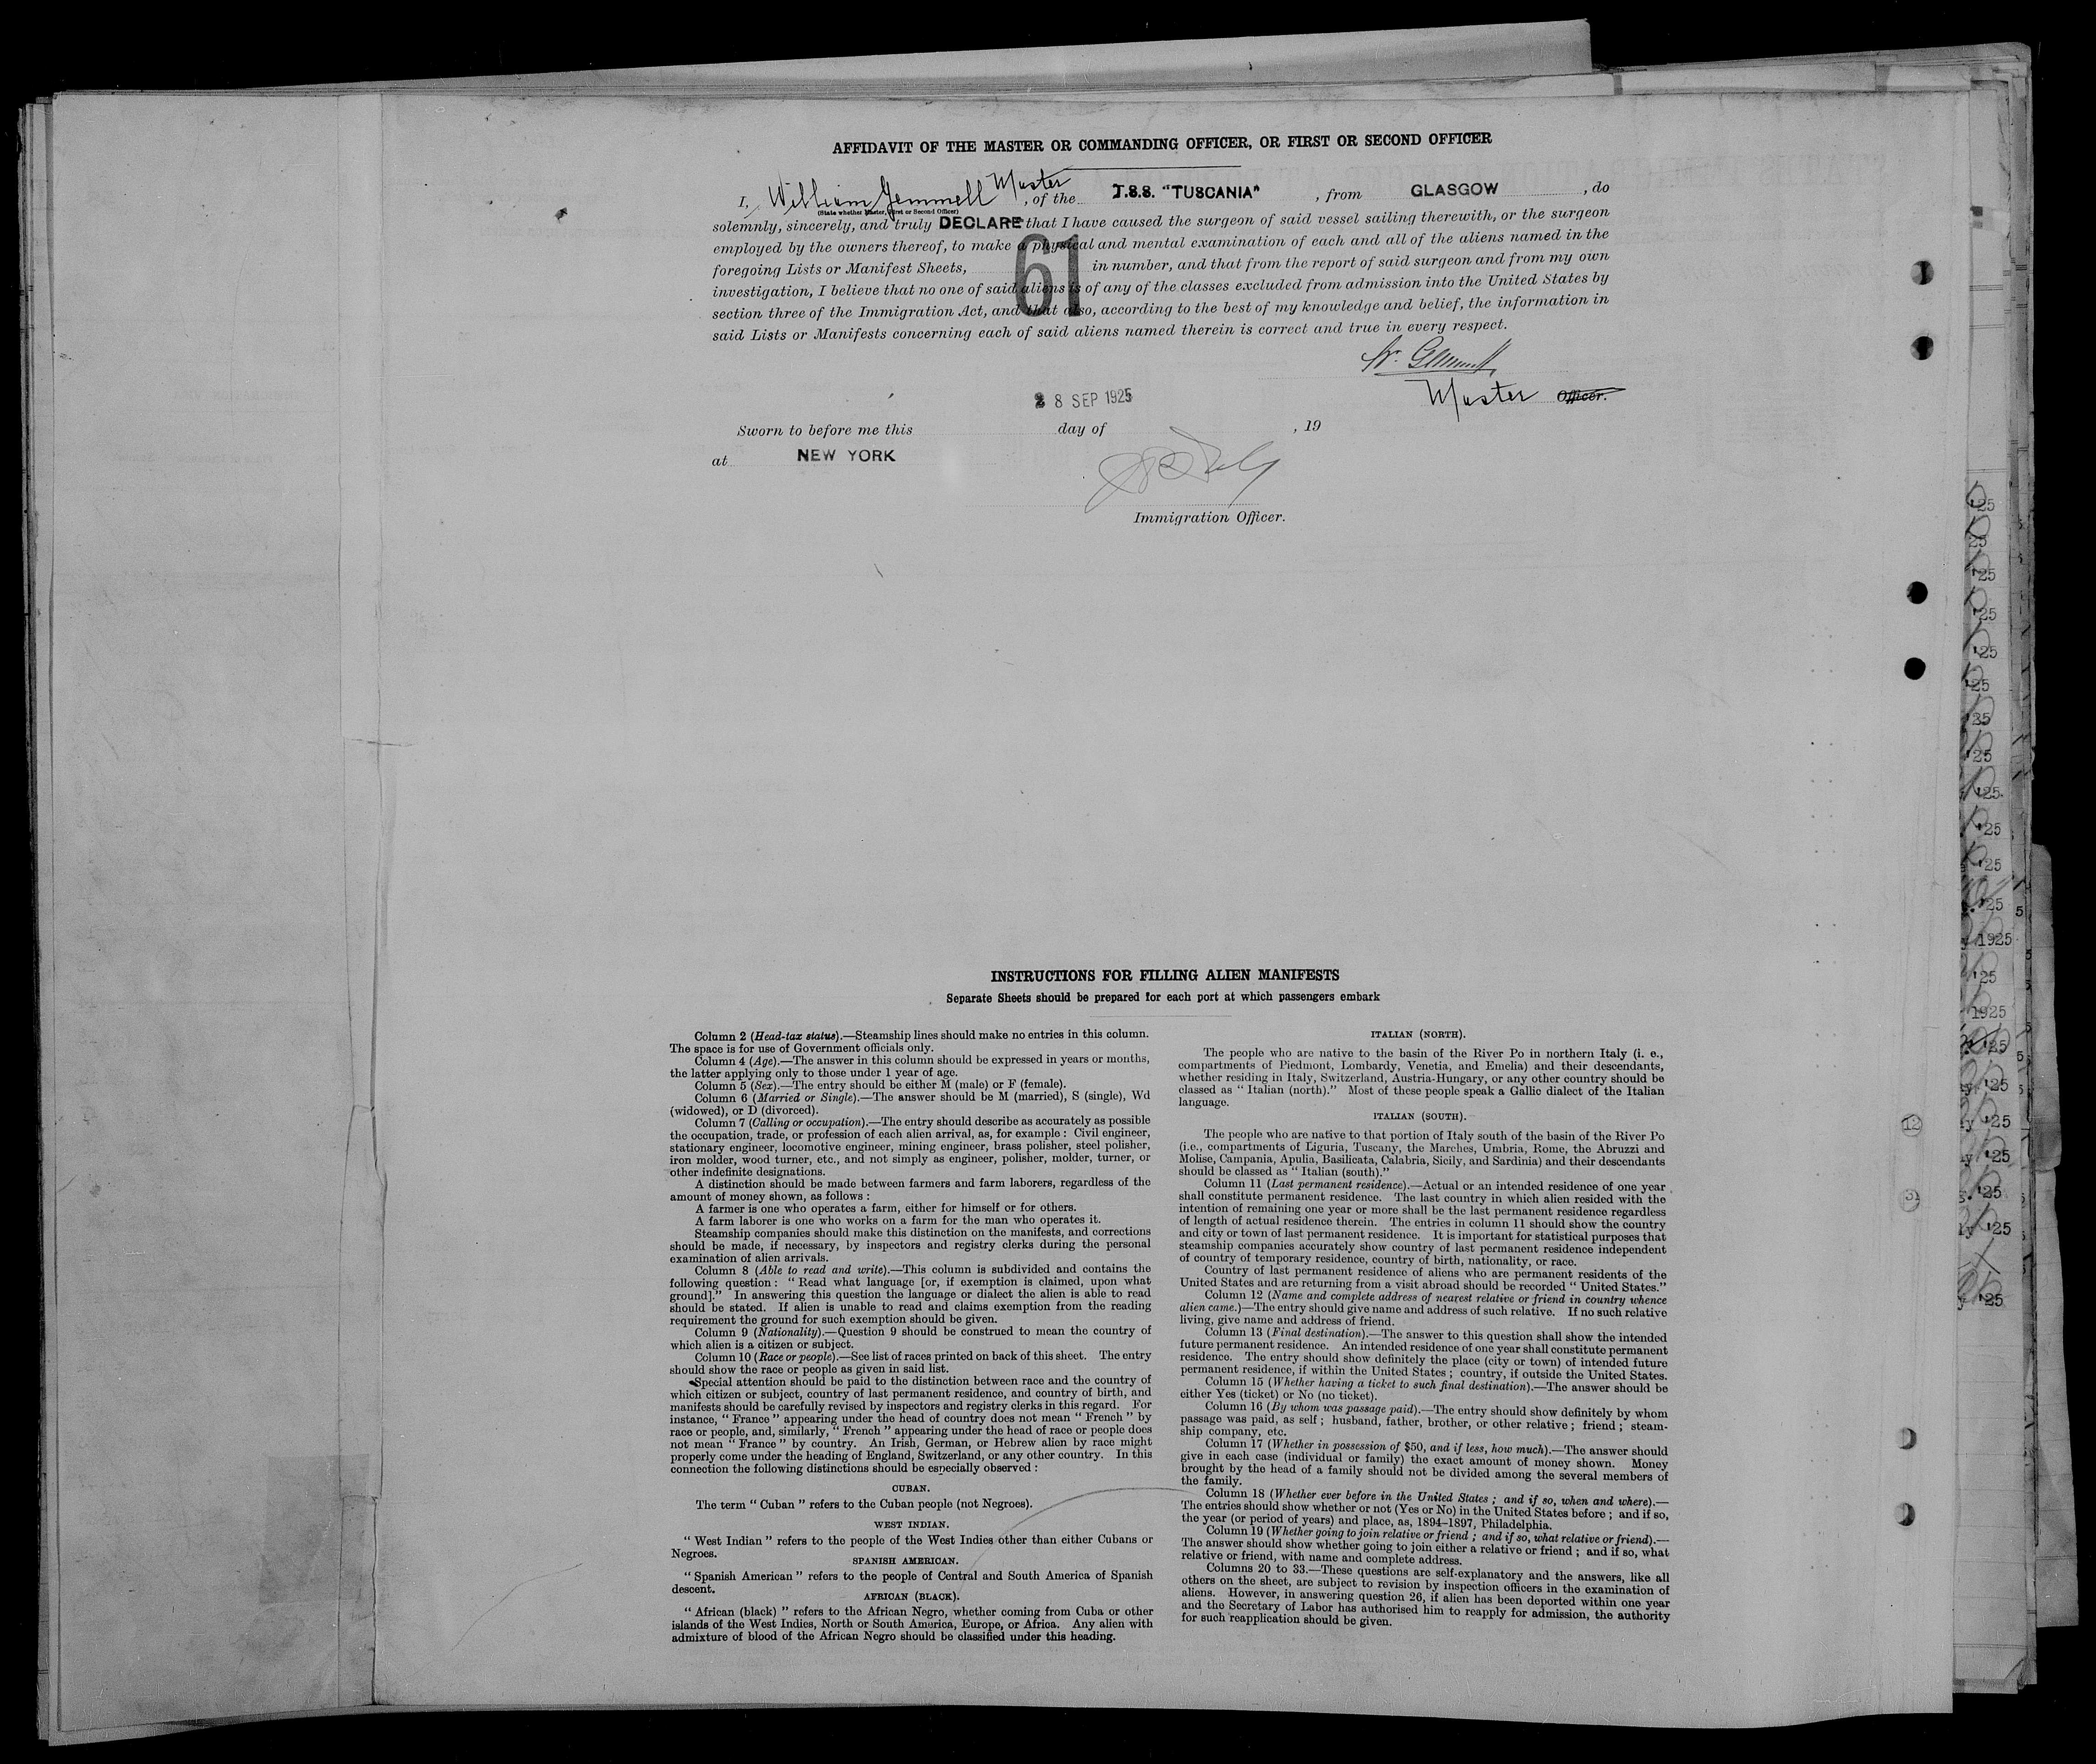 AFFIDAVIT OF THE MASTER OR COMMANDING OFFICER, OR FIRST OR SECOND OFFICER
I, William Gemmell Master, of the T.S.S. "TUSCANIA", from GLASGOW, do
(State whether Master, First or Second Officer)
solemnly, sincerely, and truly DECLARE that I have caused the surgeon of said vessel sailing therewith, or the surgeon
employed by the owners thereof, to make a physical and mental examination of each and all of the aliens named in the
foregoing Lists or Manifest Sheets, 61 in number, and that from the report of said surgeon and from my own
investigation, I believe that no one of said aliens is of any of the classes excluded from admission into the United States by
section three of the Immigration Act, and that also, according to the best of my knowledge and belief, the information in
said Lists or Manifests concerning each of said aliens named therein is correct and true in every respect.
W. Gemmell
Master Officer.
28 SEP 1925
Sworn to before me this day of , 19
at NEW YORK
Immigration Officer.
INSTRUCTIONS FOR FILLING ALIEN MANIFESTS
Separate Sheets should be prepared for each port at which passengers embark
Column 2 (Head-tax status).—Steamship lines should make no entries in this column.
The space is for use of Government officials only.
Column 4 (Age).—The answer in this column should be expressed in years or months,
the latter applying only to those under 1 year of age.
Column 5 (Sex).—The entry should be either M (male) or F (female).
Column 6 (Married or Single).—The answer should be M (married), S (single), Wd
(widowed), or D (divorced).
Column 7 (Calling or occupation).—The entry should describe as accurately as possible
the occupation, trade, or profession of each alien arrival, as, for example : Civil engineer,
stationary engineer, locomotive engineer, mining engineer, brass polisher, steel polisher,
iron molder, wood turner, etc., and not simply as engineer, polisher, molder, turner, or
other indefinite designations.
A distinction should be made between farmers and farm laborers, regardless of the
amount of money shown, as follows :
A farmer is one who operates a farm, either for himself or for others.
A farm laborer is one who works on a farm for the man who operates it.
Steamship companies should make this distinction on the manifests, and corrections
should be made, if necessary, by inspectors and registry clerks during the personal
examination of alien arrivals.
Column 8 (Able to read and write).—This column is subdivided and contains the
following question : " Read what language [or, if exemption is claimed, upon what
ground]." In answering this question the language or dialect the alien is able to read
should be stated. If alien is unable to read and claims exemption from the reading
requirement the ground for such exemption should be given.
Column 9 (Nationality).—Question 9 should be construed to mean the country of
which alien is a citizen or subject.
Column 10 (Race or people).—See list of races printed on back of this sheet. The entry
should show the race or people as given in said list.
Special attention should be paid to the distinction between race and the country of
which citizen or subject, country of last permanent residence, and country of birth, and
manifests should be carefully revised by inspectors and registry clerks in this regard. For
instance, " France " appearing under the head of country does not mean " French " by
race or people, and, similarly, " French " appearing under the head of race or people does
not mean " France " by country. An Irish, German, or Hebrew alien by race might
properly come under the heading of England, Switzerland, or any other country. In this
connection the following distinctions should be especially observed :
CUBAN.
The term " Cuban " refers to the Cuban people (not Negroes).
WEST INDIAN.
" West Indian " refers to the people of the West Indies other than either Cubans or
Negroes.
SPANISH AMERICAN.
" Spanish American " refers to the people of Central and South America of Spanish
descent.
AFRICAN (BLACK).
" African (black) " refers to the African Negro, whether coming from Cuba or other
islands of the West Indies, North or South America, Europe, or Africa. Any alien with
admixture of blood of the African Negro should be classified under this heading.
ITALIAN (NORTH).
The people who are native to the basin of the River Po in northern Italy (i. e.,
compartments of Piedmont, Lombardy, Venetia, and Emelia) and their descendants,
whether residing in Italy, Switzerland, Austria-Hungary, or any other country should be
classed as " Italian (north)." Most of these people speak a Gallic dialect of the Italian
language.
ITALIAN (SOUTH).
The people who are native to that portion of Italy south of the basin of the River Po
(i.e., compartments of Liguria, Tuscany, the Marches, Umbria, Rome, the Abruzzi and
Molise, Campania, Apulia, Basilicata, Calabria, Sicily, and Sardinia) and their descendants
should be classed as " Italian (south)."
Column 11 (Last permanent residence).—Actual or an intended residence of one year
shall constitute permanent residence. The last country in which alien resided with the
intention of remaining one year or more shall be the last permanent residence regardless
of length of actual residence therein. The entries in column 11 should show the country
and city or town of last permanent residence. It is important for statistical purposes that
steamship companies accurately show country of last permanent residence independent
of country of temporary residence, country of birth, nationality, or race.
Country of last permanent residence of aliens who are permanent residents of the
United States and are returning from a visit abroad should be recorded " United States."
Column 12 (Name and complete address of nearest relative or friend in country whence
alien came.)—The entry should give name and address of such relative. If no such relative
living, give name and address of friend.
Column 13 (Final destination).—The answer to this question shall show the intended
future permanent residence. An intended residence of one year shall constitute permanent
residence. The entry should show definitely the place (city or town) of intended future
permanent residence, if within the United States ; country, if outside the United States.
Column 15 (Whether having a ticket to such final destination).—The answer should be
either Yes (ticket) or No (no ticket).
Column 16 (By whom was passage paid).—The entry should show definitely by whom
passage was paid, as self ; husband, father, brother, or other relative ; friend ; steam-
ship company, etc.
Column 17 (Whether in possession of $50, and if less, how much).—The answer should
give in each case (individual or family) the exact amount of money shown. Money
brought by the head of a family should not be divided among the several members of
the family.
Column 18 (Whether ever before in the United States ; and if so, when and where).—
The entries should show whether or not (Yes or No) in the United States before ; and if so,
the year (or period of years) and place, as, 1894–1897, Philadelphia.
Column 19 (Whether going to join relative or friend ; and if so, what relative or friend).—
The answer should show whether going to join either a relative or friend ; and if so, what
relative or friend, with name and complete address.
Columns 20 to 33.—These questions are self-explanatory and the answers, like all
others on the sheet, are subject to revision by inspection officers in the examination of
aliens. However, in answering question 26, if alien has been deported within one year
and the Secretary of Labor has authorised him to reapply for admission, the authority
for such reapplication should be given.